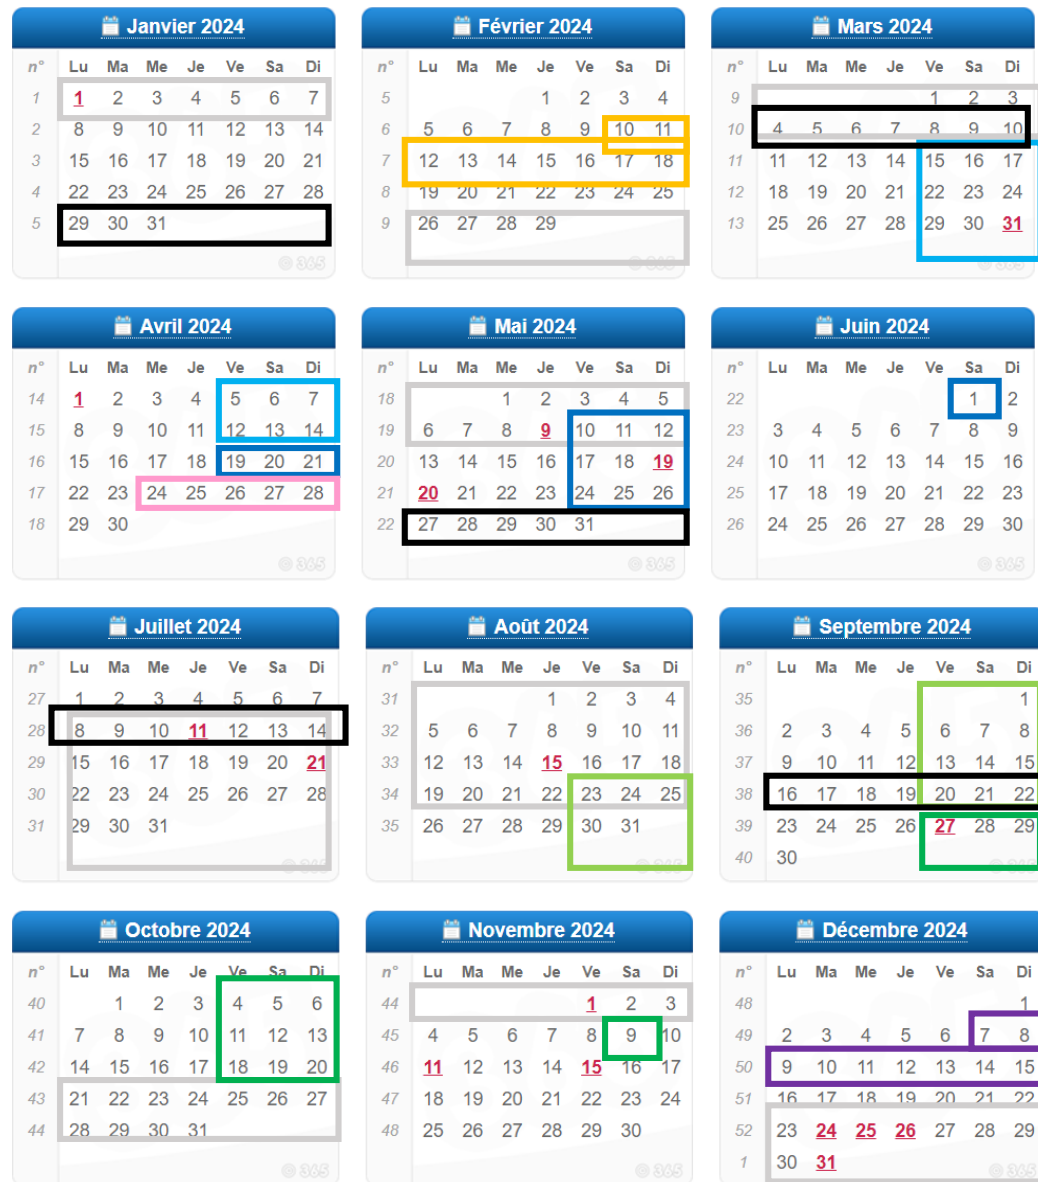 Janvier 2024
n° Lu Ma Me Je Ve Sa Di
1 1 2 3 4 5 6 7
2 8 9 10 11 12 13 14
3 15 16 17 18 19 20 21
4 22 23 24 25 26 27 28
5 29 30 31
© 365
Février 2024
n° Lu Ma Me Je Ve Sa Di
5 1 2 3 4
6 5 6 7 8 9 10 11
7 12 13 14 15 16 17 18
8 19 20 21 22 23 24 25
9 26 27 28 29
© 365
Mars 2024
n° Lu Ma Me Je Ve Sa Di
9 1 2 3
10 4 5 6 7 8 9 10
11 11 12 13 14 15 16 17
12 18 19 20 21 22 23 24
13 25 26 27 28 29 30 31
© 365
Avril 2024
n° Lu Ma Me Je Ve Sa Di
14 1 2 3 4 5 6 7
15 8 9 10 11 12 13 14
16 15 16 17 18 19 20 21
17 22 23 24 25 26 27 28
18 29 30
© 365
Mai 2024
n° Lu Ma Me Je Ve Sa Di
18 1 2 3 4 5
19 6 7 8 9 10 11 12
20 13 14 15 16 17 18 19
21 20 21 22 23 24 25 26
22 27 28 29 30 31
© 365
Juin 2024
n° Lu Ma Me Je Ve Sa Di
22 1 2
23 3 4 5 6 7 8 9
24 10 11 12 13 14 15 16
25 17 18 19 20 21 22 23
26 24 25 26 27 28 29 30
© 365
Juillet 2024
n° Lu Ma Me Je Ve Sa Di
27 1 2 3 4 5 6 7
28 8 9 10 11 12 13 14
29 15 16 17 18 19 20 21
30 22 23 24 25 26 27 28
31 29 30 31
© 365
Août 2024
n° Lu Ma Me Je Ve Sa Di
31 1 2 3 4
32 5 6 7 8 9 10 11
33 12 13 14 15 16 17 18
34 19 20 21 22 23 24 25
35 26 27 28 29 30 31
© 365
Septembre 2024
n° Lu Ma Me Je Ve Sa Di
35 1
36 2 3 4 5 6 7 8
37 9 10 11 12 13 14 15
38 16 17 18 19 20 21 22
39 23 24 25 26 27 28 29
40 30
© 365
Octobre 2024
n° Lu Ma Me Je Ve Sa Di
40 1 2 3 4 5 6
41 7 8 9 10 11 12 13
42 14 15 16 17 18 19 20
43 21 22 23 24 25 26 27
44 28 29 30 31
© 365
Novembre 2024
n° Lu Ma Me Je Ve Sa Di
44 1 2 3
45 4 5 6 7 8 9 10
46 11 12 13 14 15 16 17
47 18 19 20 21 22 23 24
48 25 26 27 28 29 30
© 365
Décembre 2024
n° Lu Ma Me Je Ve Sa Di
48 1
49 2 3 4 5 6 7 8
50 9 10 11 12 13 14 15
51 16 17 18 19 20 21 22
52 23 24 25 26 27 28 29
1 30 31
© 365